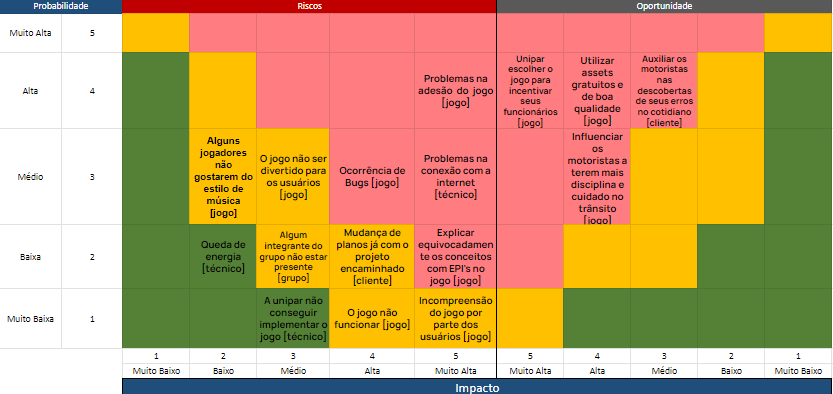 Probabilidade
Riscos
Oportunidade
Muito Alta
5
Alta
4
Problemas na
adesão do jogo
[jogo]
Unipar
escolher o
jogo para
incentivar
seus
funcionários
[jogo]
Utilizar
assets
gratuitos e
de boa
qualidade
[jogo]
Auxiliar os
motoristas
nas
descobertas
de seus erros
no cotidiano
[cliente]
Médio
3
Alguns
jogadores
não
gostarem do
estilo de
música
[jogo]
O jogo não ser
divertido para
os usuários
[jogo]
Ocorrência de
Bugs [jogo]
Problemas na
conexão com a
internet
[técnico]
Influenciar
os
motoristas a
terem mais
disciplina e
cuidado no
trânsito
[jogo]
Baixa
2
Queda de
energia
[técnico]
Algum
integrante do
grupo não estar
presente
[grupo]
Mudança de
planos já com o
projeto
encaminhado
[cliente]
Explicar
equivocadamen
te os conceitos
com EPI's no
jogo [jogo]
Muito Baixa
1
A unipar não
conseguir
implementar o
jogo [técnico]
O jogo não
funcionar [jogo]
Incompreensão
do jogo por
parte dos
usuários [jogo]
1 2 3 4 5 5 4 3 2 1
Muito Baixo Baixo Médio Alta Muito Alta Muito Alta Alta Médio Baixo Muito Baixo
Impacto